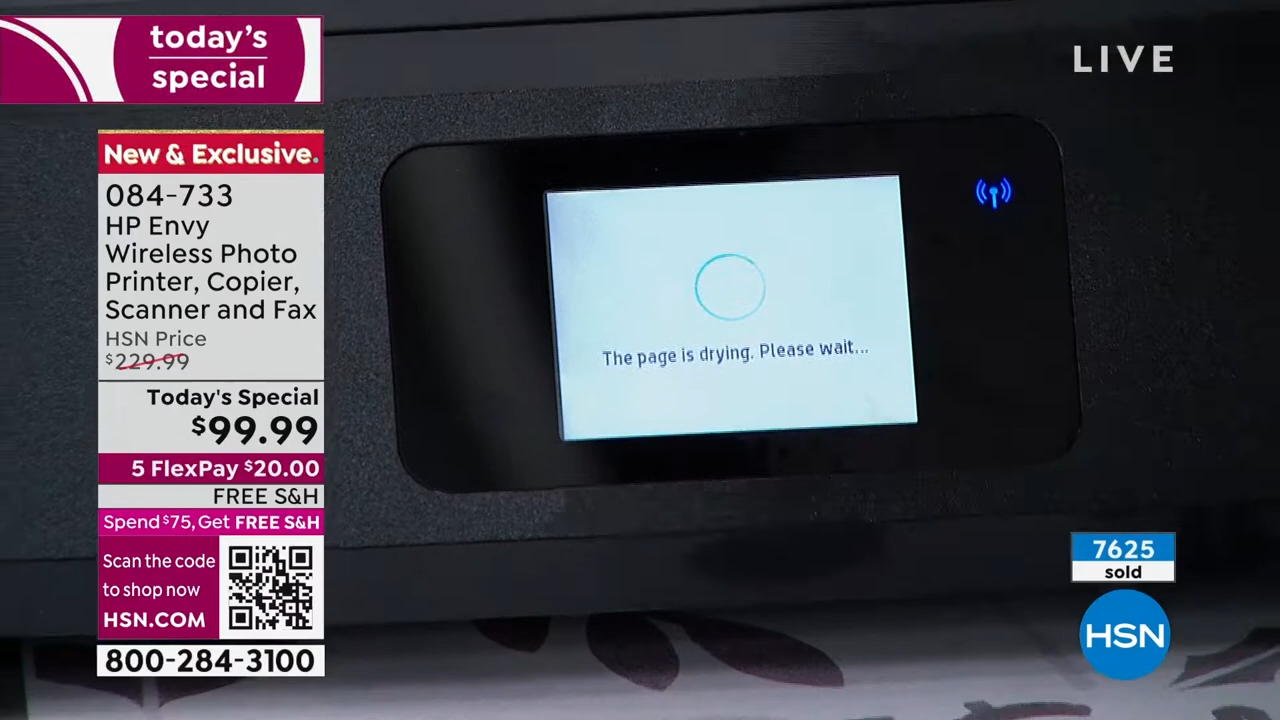 today's
special
LIVE
New & Exclusive.
084-733
HP Envy
Wireless Photo
Printer, Copier,
Scanner and Fax
HSN Price
$229.99
Today's Special
$99.99
5 FlexPay $20.00
FREE S&H
Spend $75, Get FREE S&H
Scan the code
to shop now
HSN.COM
800-284-3100
The page is drying. Please wait...
7625
sold
HSN